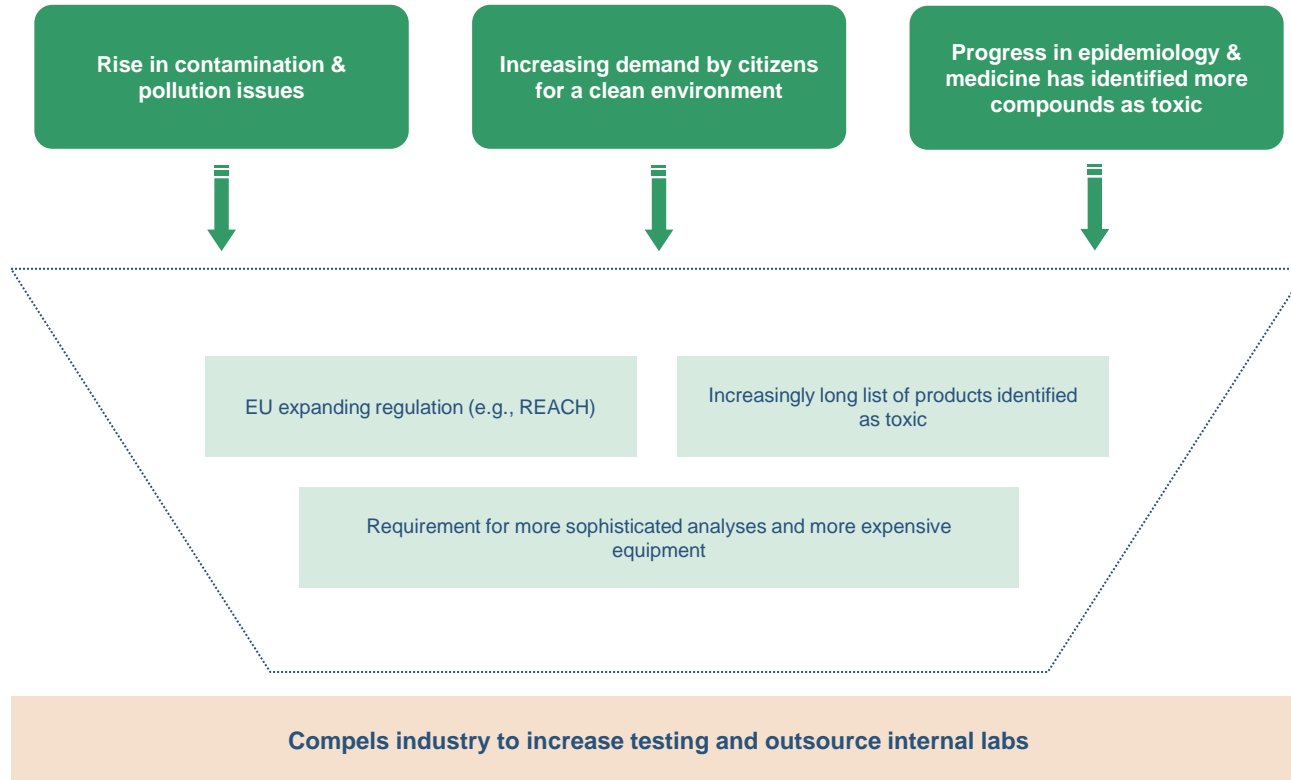 Rise in contamination &
pollution issues
Increasing demand by citizens
for a clean environment
Progress in epidemiology &
medicine has identified more
compounds as toxic
EU expanding regulation (e.g., REACH)
Increasingly long list of products identified
as toxic
Requirement for more sophisticated analyses and more expensive
equipment
Compels industry to increase testing and outsource internal labs